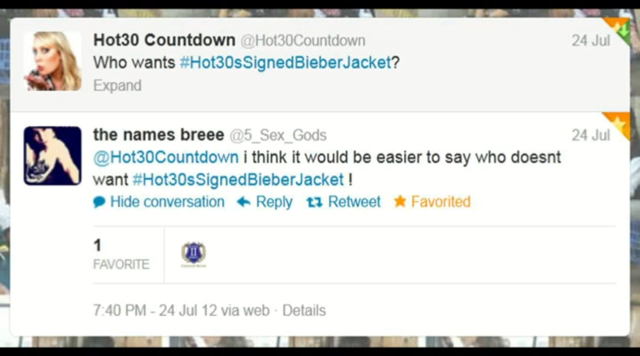 Hot30 Countdown @Hot30Countdown 24 Jul
Who wants #Hot30sSignedBieberJacket?
Expand
the names breee @5_Sex_Gods 24 Jul
@Hot30Countdown i think it would be easier to say who doesnt
want #Hot30sSignedBieberJacket !
Hide conversation Reply Retweet Favorited
1
FAVORITE
7:40 PM - 24 Jul 12 via web · Details